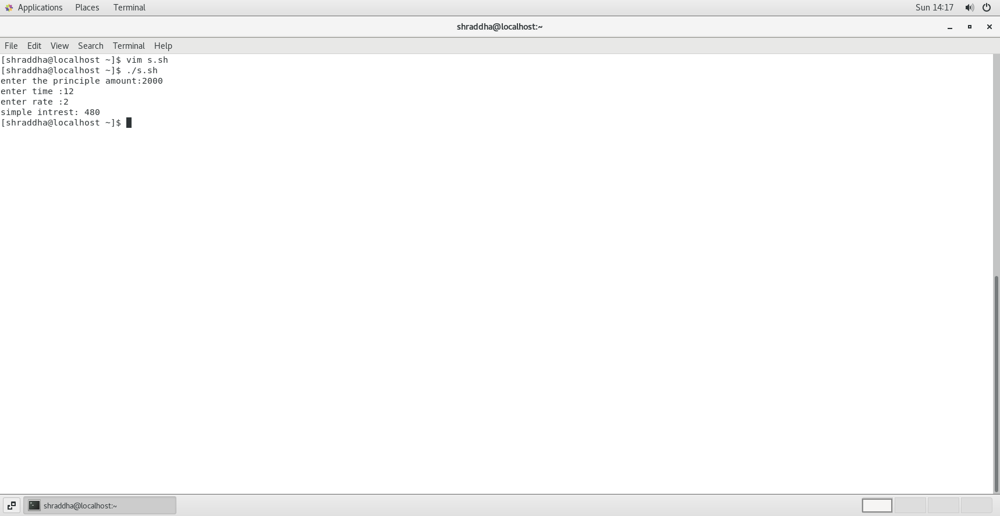 Applications Places Terminal Sun 14:17
shraddha@localhost:~
File Edit View Search Terminal Help
[shraddha@localhost ~]$ vim s.sh
[shraddha@localhost ~]$ ./s.sh
enter the principle amount:2000
enter time :12
enter rate :2
simple intrest: 480
[shraddha@localhost ~]$
shraddha@localhost:~